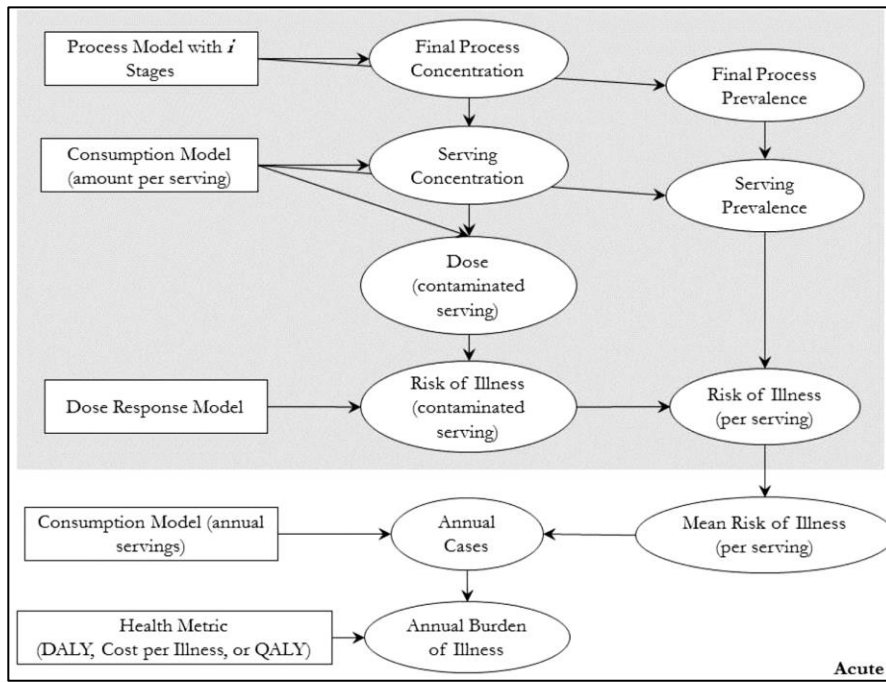 Process Model with i
Stages
Final Process
Concentration
Final Process
Prevalence
Consumption Model
(amount per serving)
Serving
Concentration
Serving
Prevalence
Dose
(contaminated
serving)
Dose Response Model
Risk of Illness
(contaminated
serving)
Risk of Illness
(per serving)
Consumption Model (annual
servings)
Annual
Cases
Mean Risk of Illness
(per serving)
Health Metric
(DALY, Cost per Illness, or QALY)
Annual Burden
of Illness
Acute